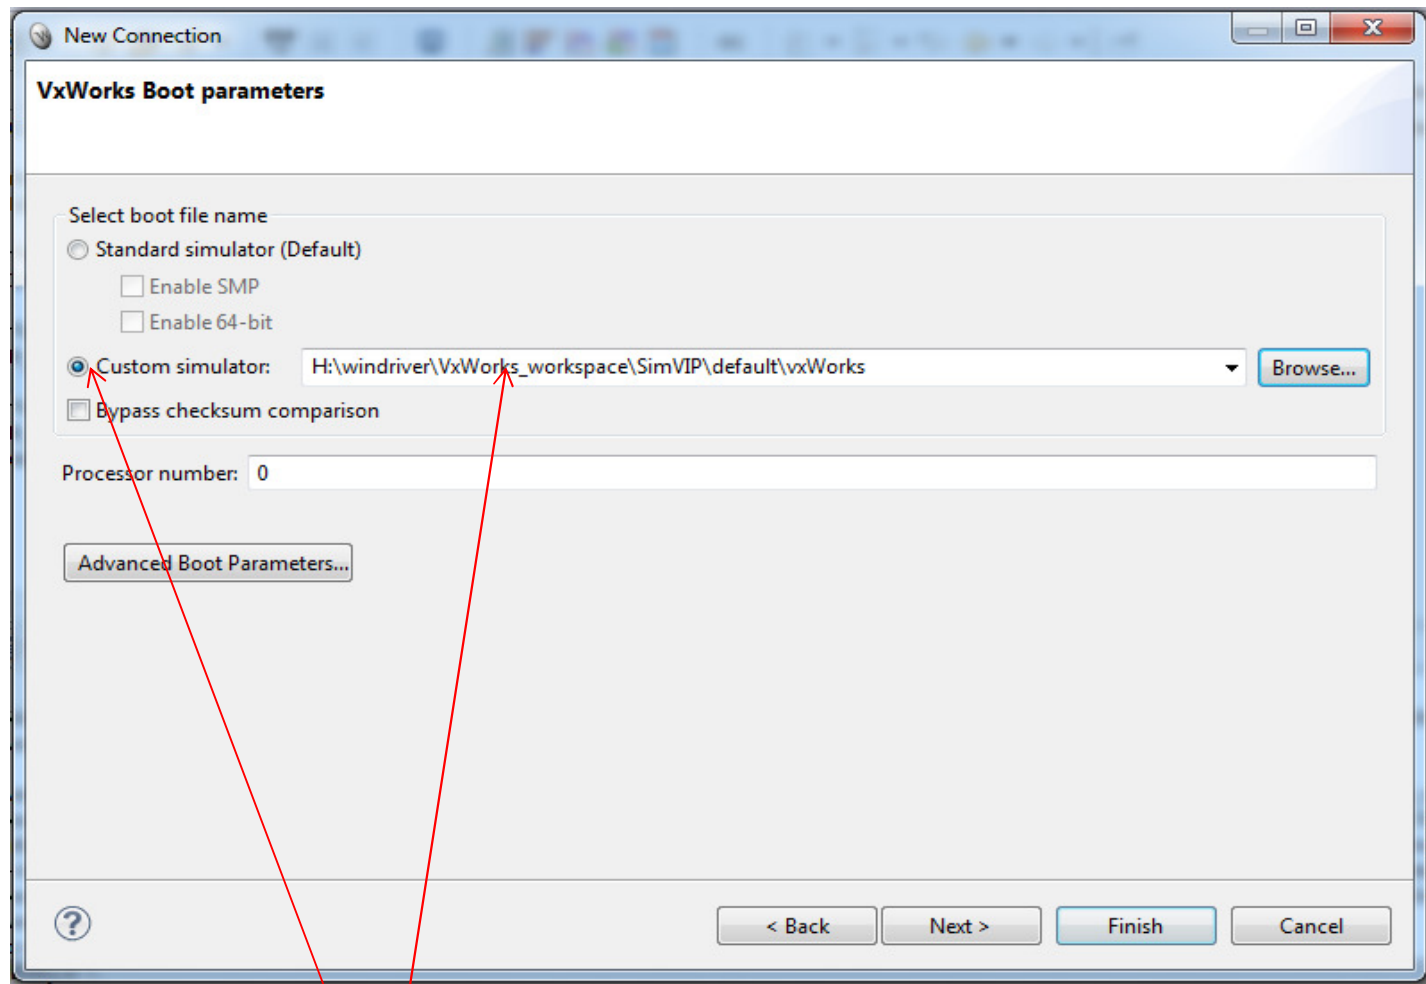 New Connection
VxWorks Boot parameters
Select boot file name
Standard simulator (Default)
Enable SMP
Enable 64-bit
Custom simulator: H:\windriver\VxWorks_workspace\SimVIP\default\vxWorks Browse...
Bypass checksum comparison
Processor number: 0
Advanced Boot Parameters...
< Back Next > Finish Cancel